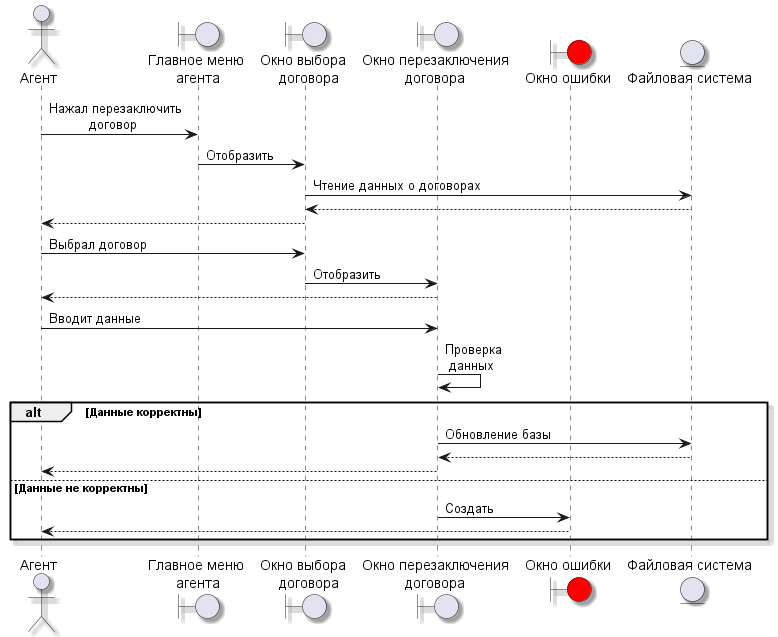 Агент
Главное меню
агента
Окно выбора
договора
Окно перезаключения
договора
Окно ошибки
Файловая система
Нажал перезаключить
договор
Отобразить
Чтение данных о договорах
Выбрал договор
Отобразить
Вводит данные
Проверка
данных
alt
[Данные корректны]
Обновление базы
[Данные не корректны]
Создать
Агент
Главное меню
агента
Окно выбора
договора
Окно перезаключения
договора
Окно ошибки
Файловая система